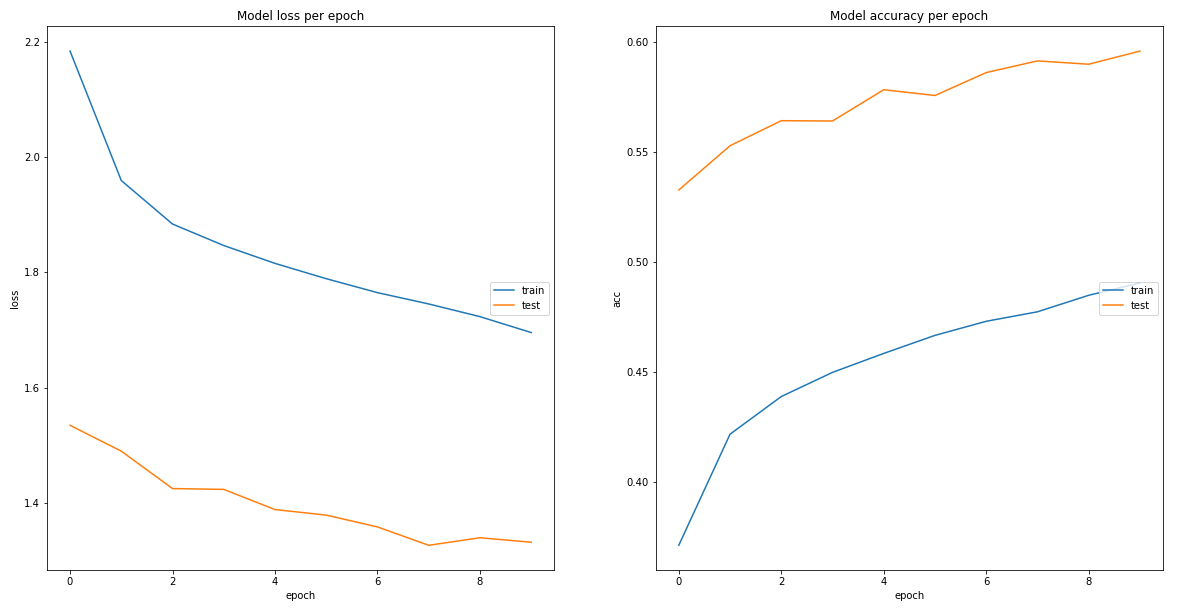 Model loss per epoch
2.2
2.0
1.8
1.6
1.4
loss
0
2
4
6
8
epoch
train
test
Model accuracy per epoch
0.60
0.55
0.50
0.45
0.40
acc
0
2
4
6
8
epoch
train
test